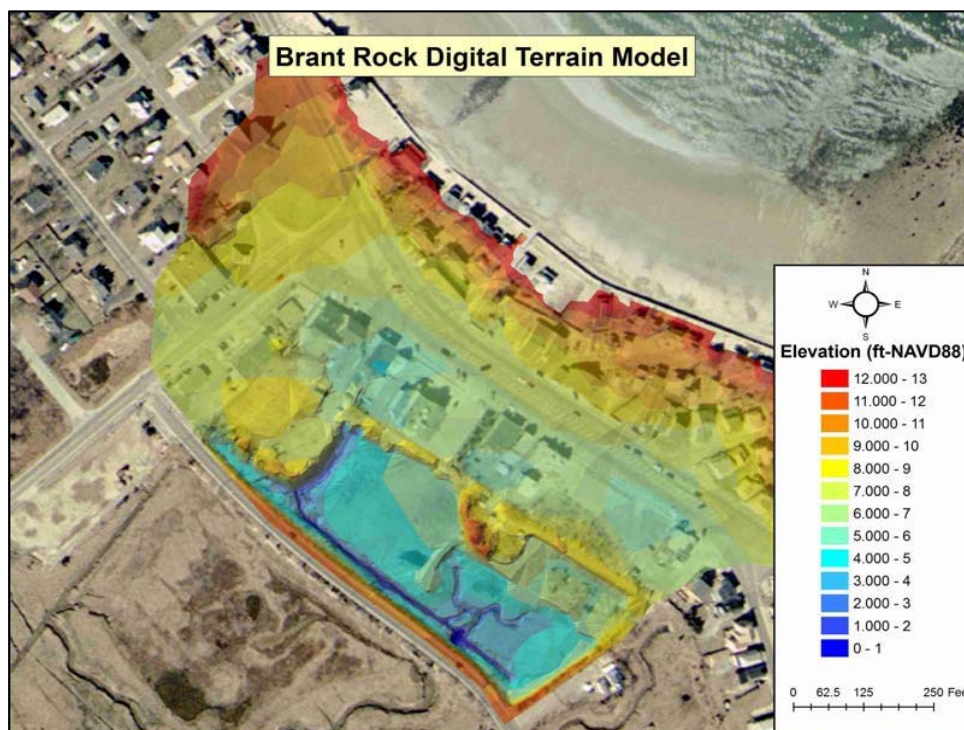 Brant Rock Digital Terrain Model
N
W E
S
Elevation (ft-NAVD88)
12.000 - 13
11.000 - 12
10.000 - 11
9.000 - 10
8.000 - 9
7.000 - 8
6.000 - 7
5.000 - 6
4.000 - 5
3.000 - 4
2.000 - 3
1.000 - 2
0 - 1
0 62.5 125 250 Fee